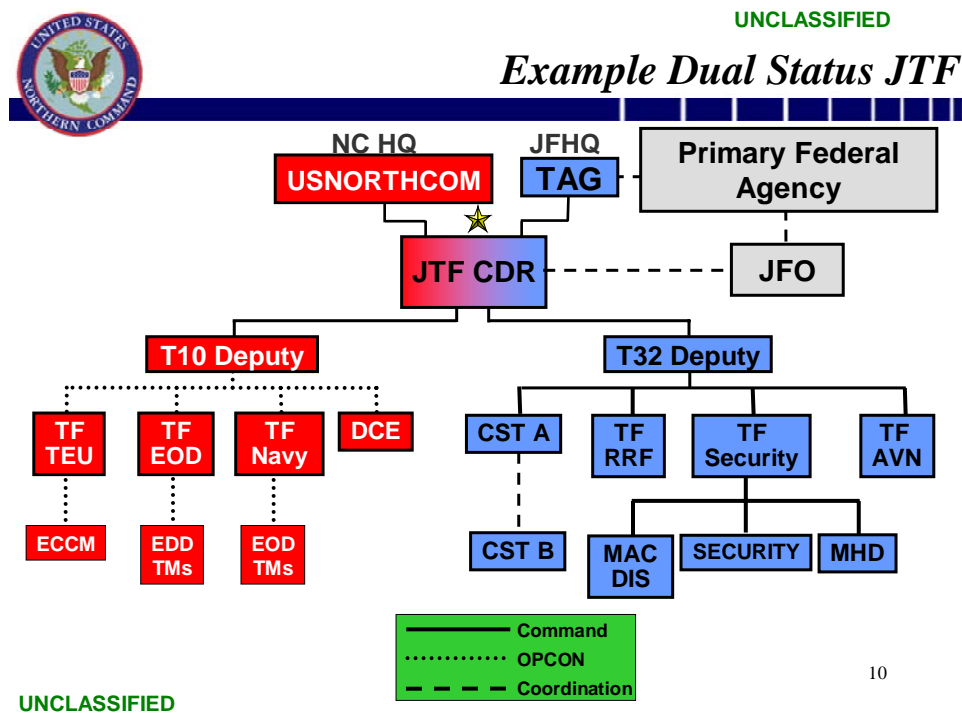 UNCLASSIFIED
UNITED STATES
NORTHERN COMMAND
Example Dual Status JTF
NC HQ
JFHQ
USNORTHCOM
TAG
Primary Federal
Agency
JTF CDR
JFO
T10 Deputy
T32 Deputy
TF
TEU
TF
EOD
TF
Navy
DCE
CST A
TF
RRF
TF
Security
TF
AVN
ECCM
EDD
TMs
EOD
TMs
CST B
MAC
DIS
SECURITY
MHD
Command
OPCON
Coordination
10
UNCLASSIFIED